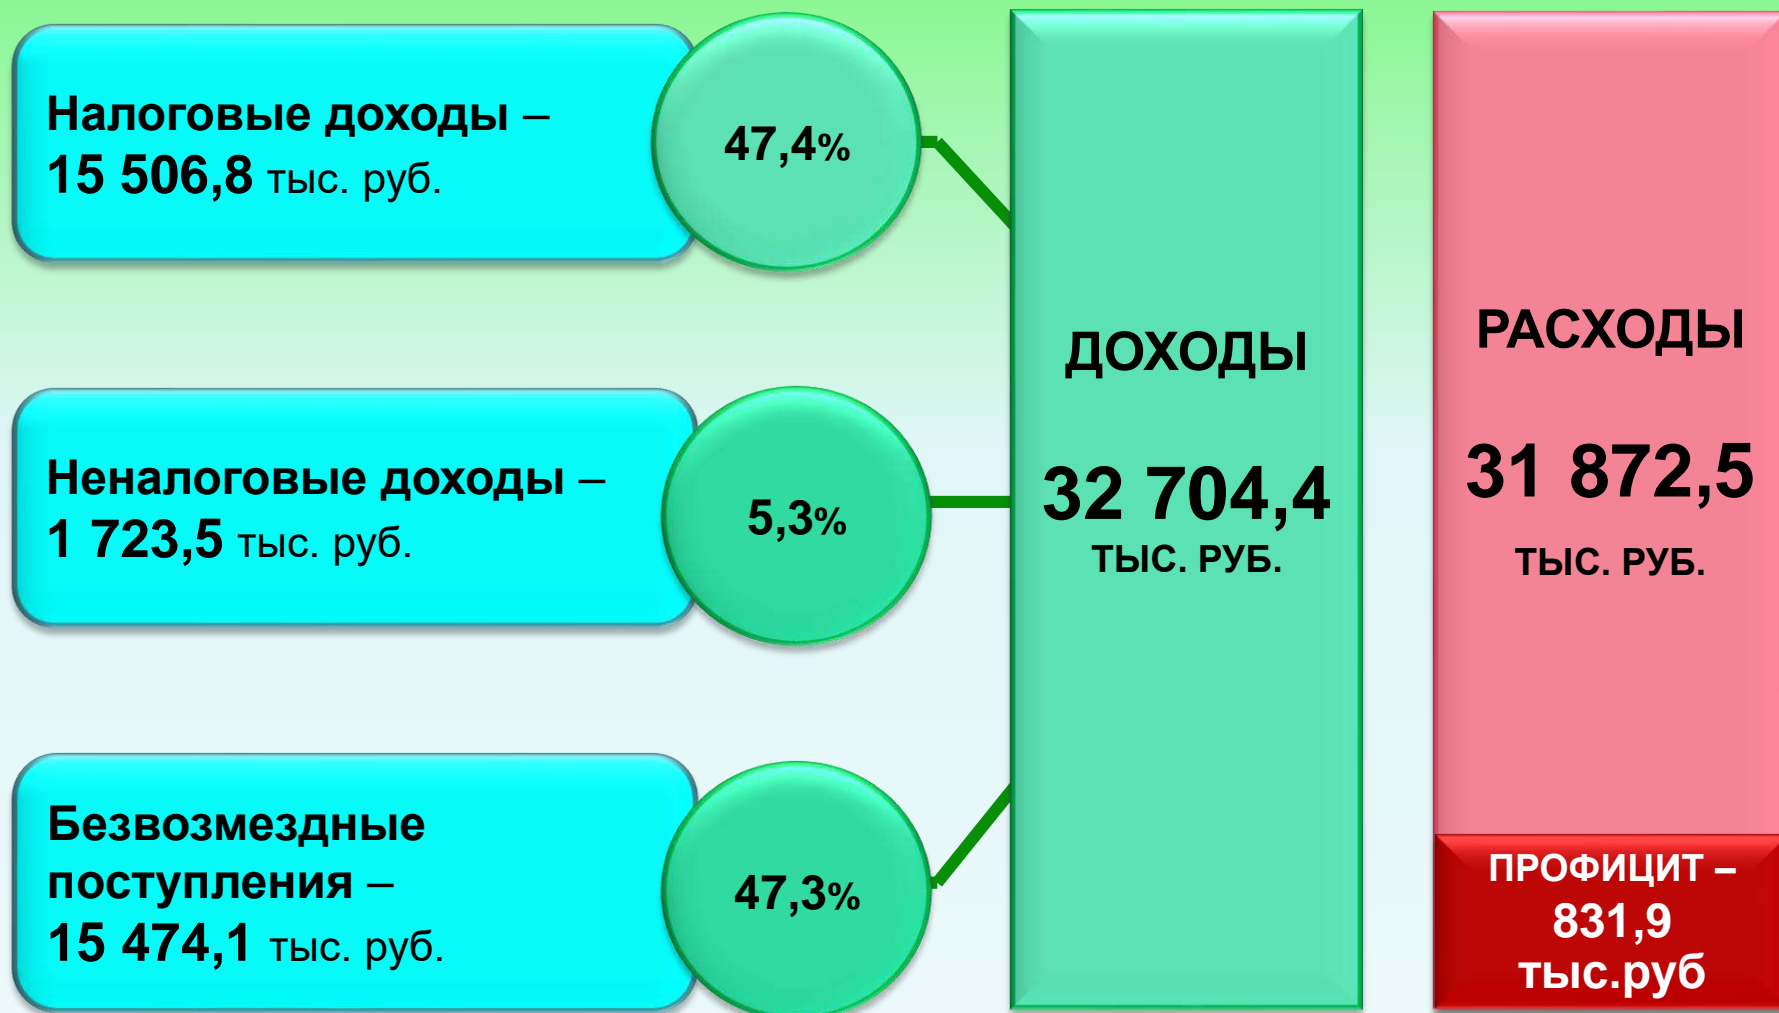 Налоговые доходы –
15 506,8 тыс. руб.
47,4%
Неналоговые доходы –
1 723,5 тыс. руб.
5,3%
Безвозмездные
поступления –
15 474,1 тыс. руб.
47,3%
ДОХОДЫ
32 704,4
ТЫС. РУБ.
РАСХОДЫ
31 872,5
ТЫС. РУБ.
ПРОФИЦИТ –
831,9
тыс.руб